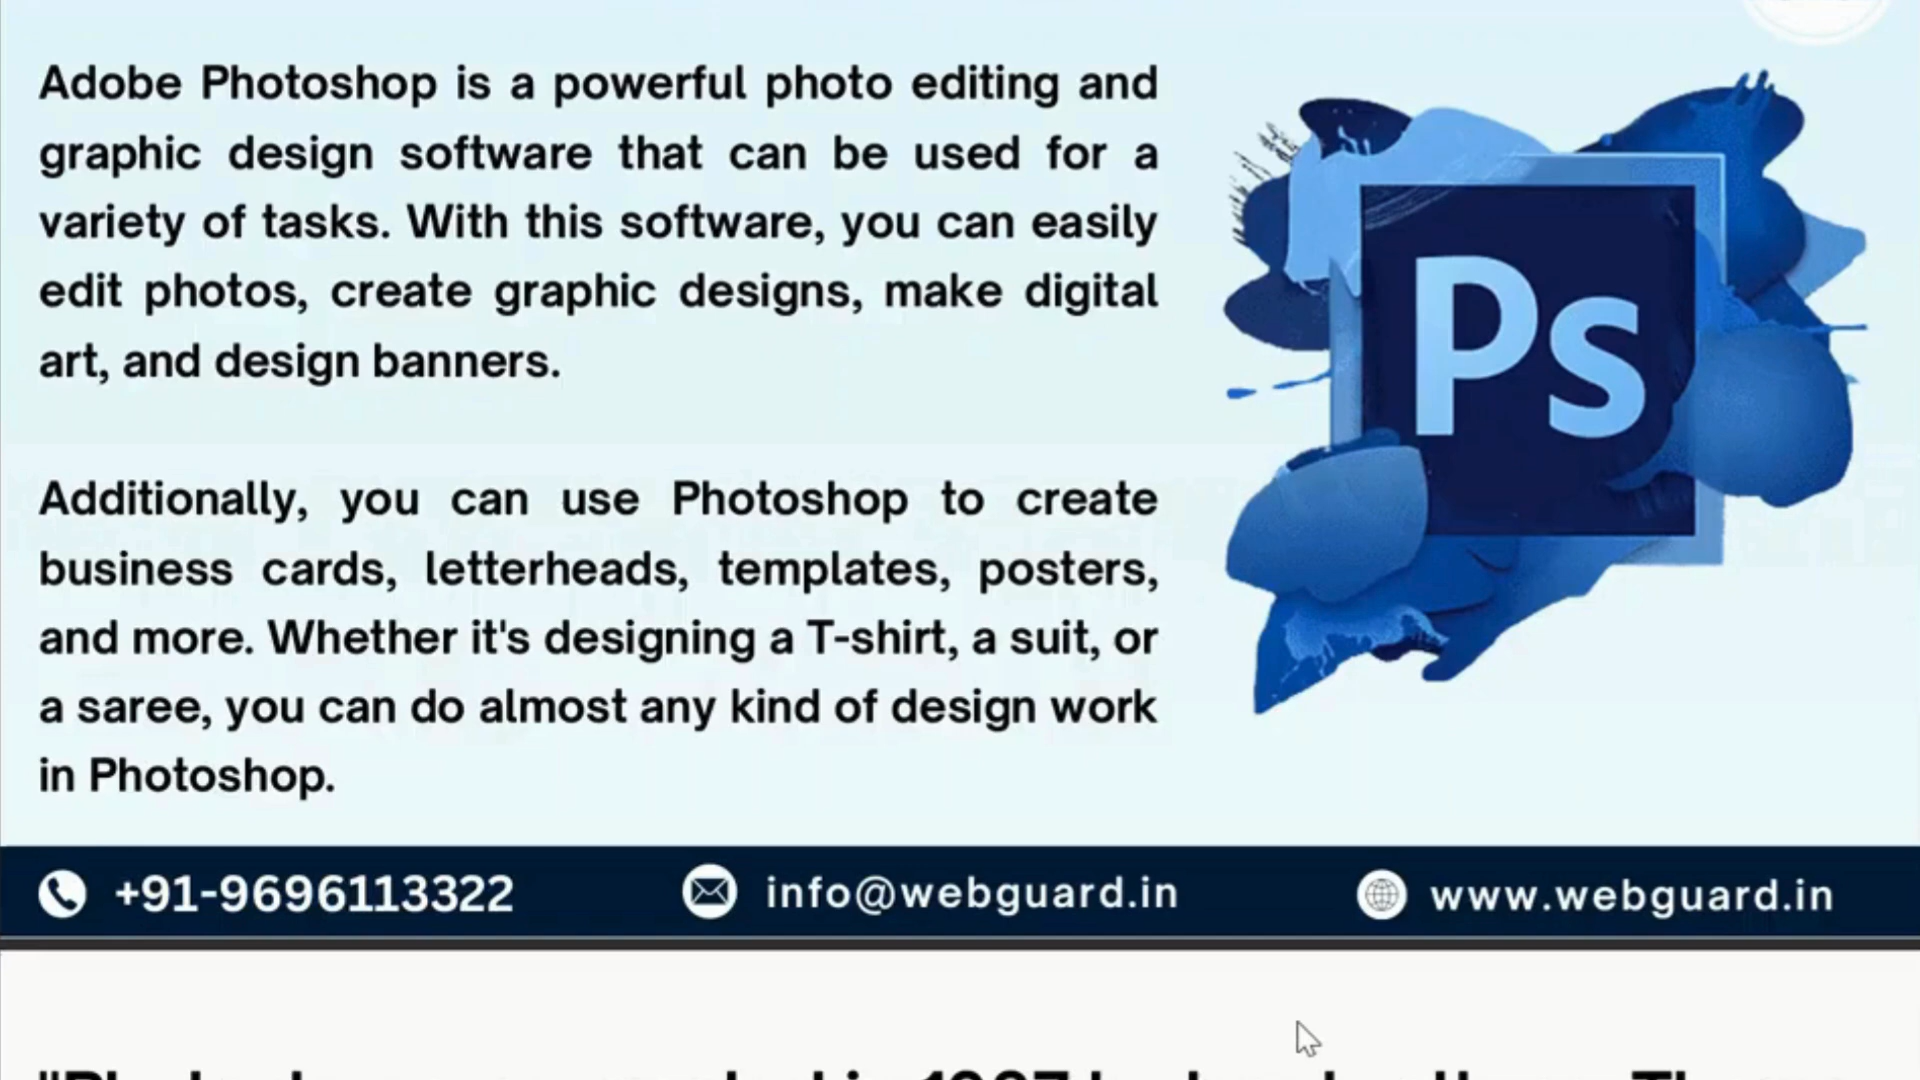 Adobe Photoshop is a powerful photo editing and
graphic design software that can be used for a
variety of tasks. With this software, you can easily
edit photos, create graphic designs, make digital
art, and design banners.
Additionally, you can use Photoshop to create
business cards, letterheads, templates, posters,
and more. Whether it's designing a T-shirt, a suit, or
a saree, you can do almost any kind of design work
in Photoshop.
Ps
+91-9696113322
info@webguard.in
www.webguard.in